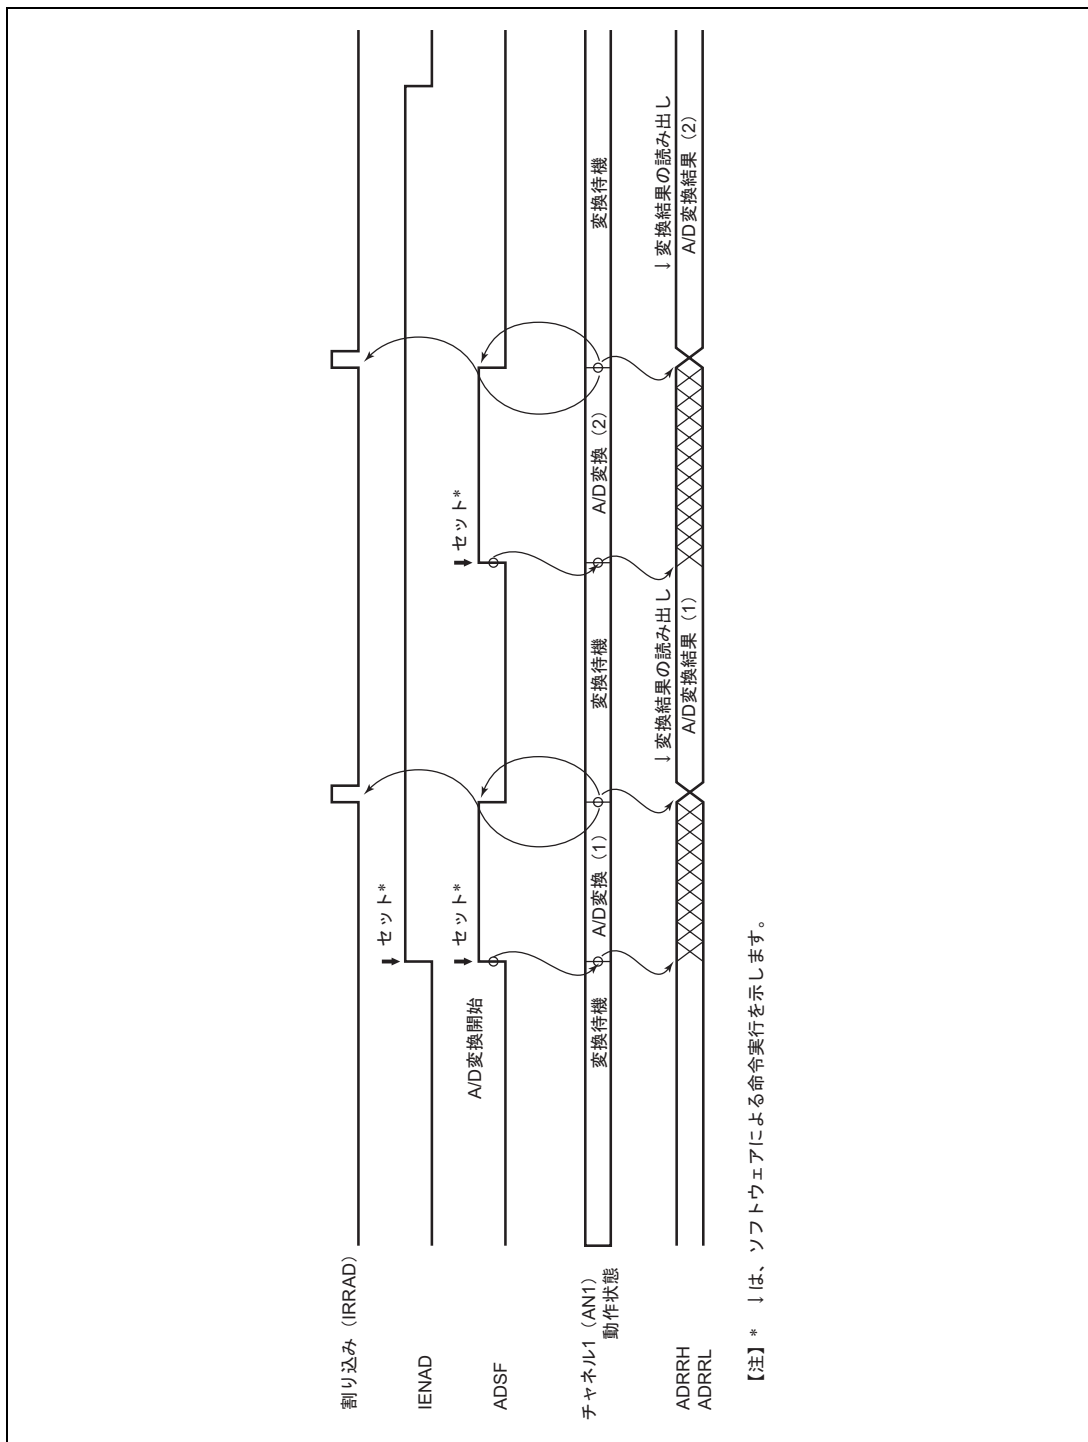 割り込み（IRRAD）
IENAD
セット*
ADSF
A/D変換開始
セット*
セット*
チャネル1（AN1）
動作状態
変換待機
A/D変換（1）
変換待機
A/D変換（2）
変換待機
ADRRH
ADRRL
↓変換結果の読み出し
A/D変換結果（1）
↓変換結果の読み出し
A/D変換結果（2）
【注】* ↓は、ソフトウェアによる命令実行を示します。